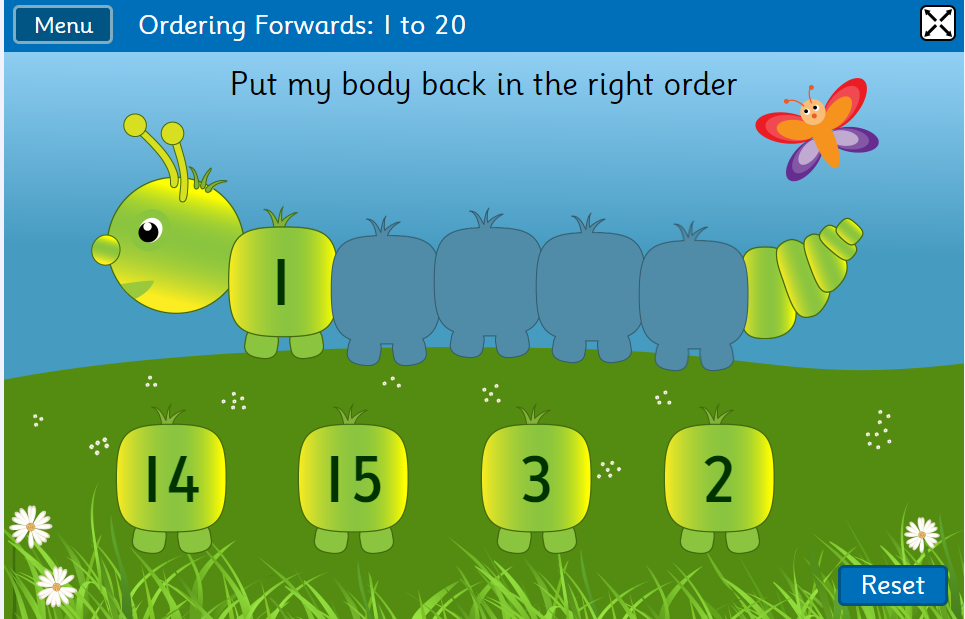 Menu
Ordering Forwards: 1 to 20
Put my body back in the right order
1
14
15
3
2
Reset